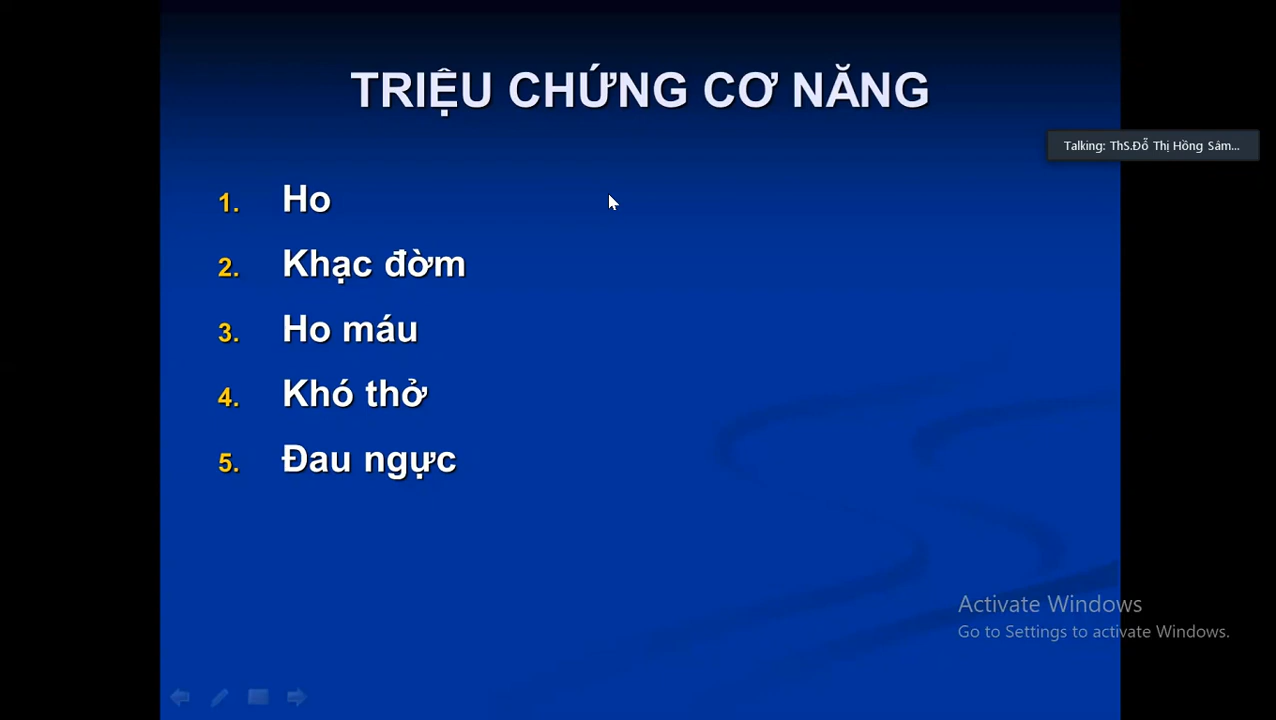 TRIỆU CHỨNG CƠ NĂNG
Talking: ThS.Đỗ Thị Hồng Sâm...
1. Ho
2. Khạc đờm
3. Ho máu
4. Khó thở
5. Đau ngực
Activate Windows
Go to Settings to activate Windows.